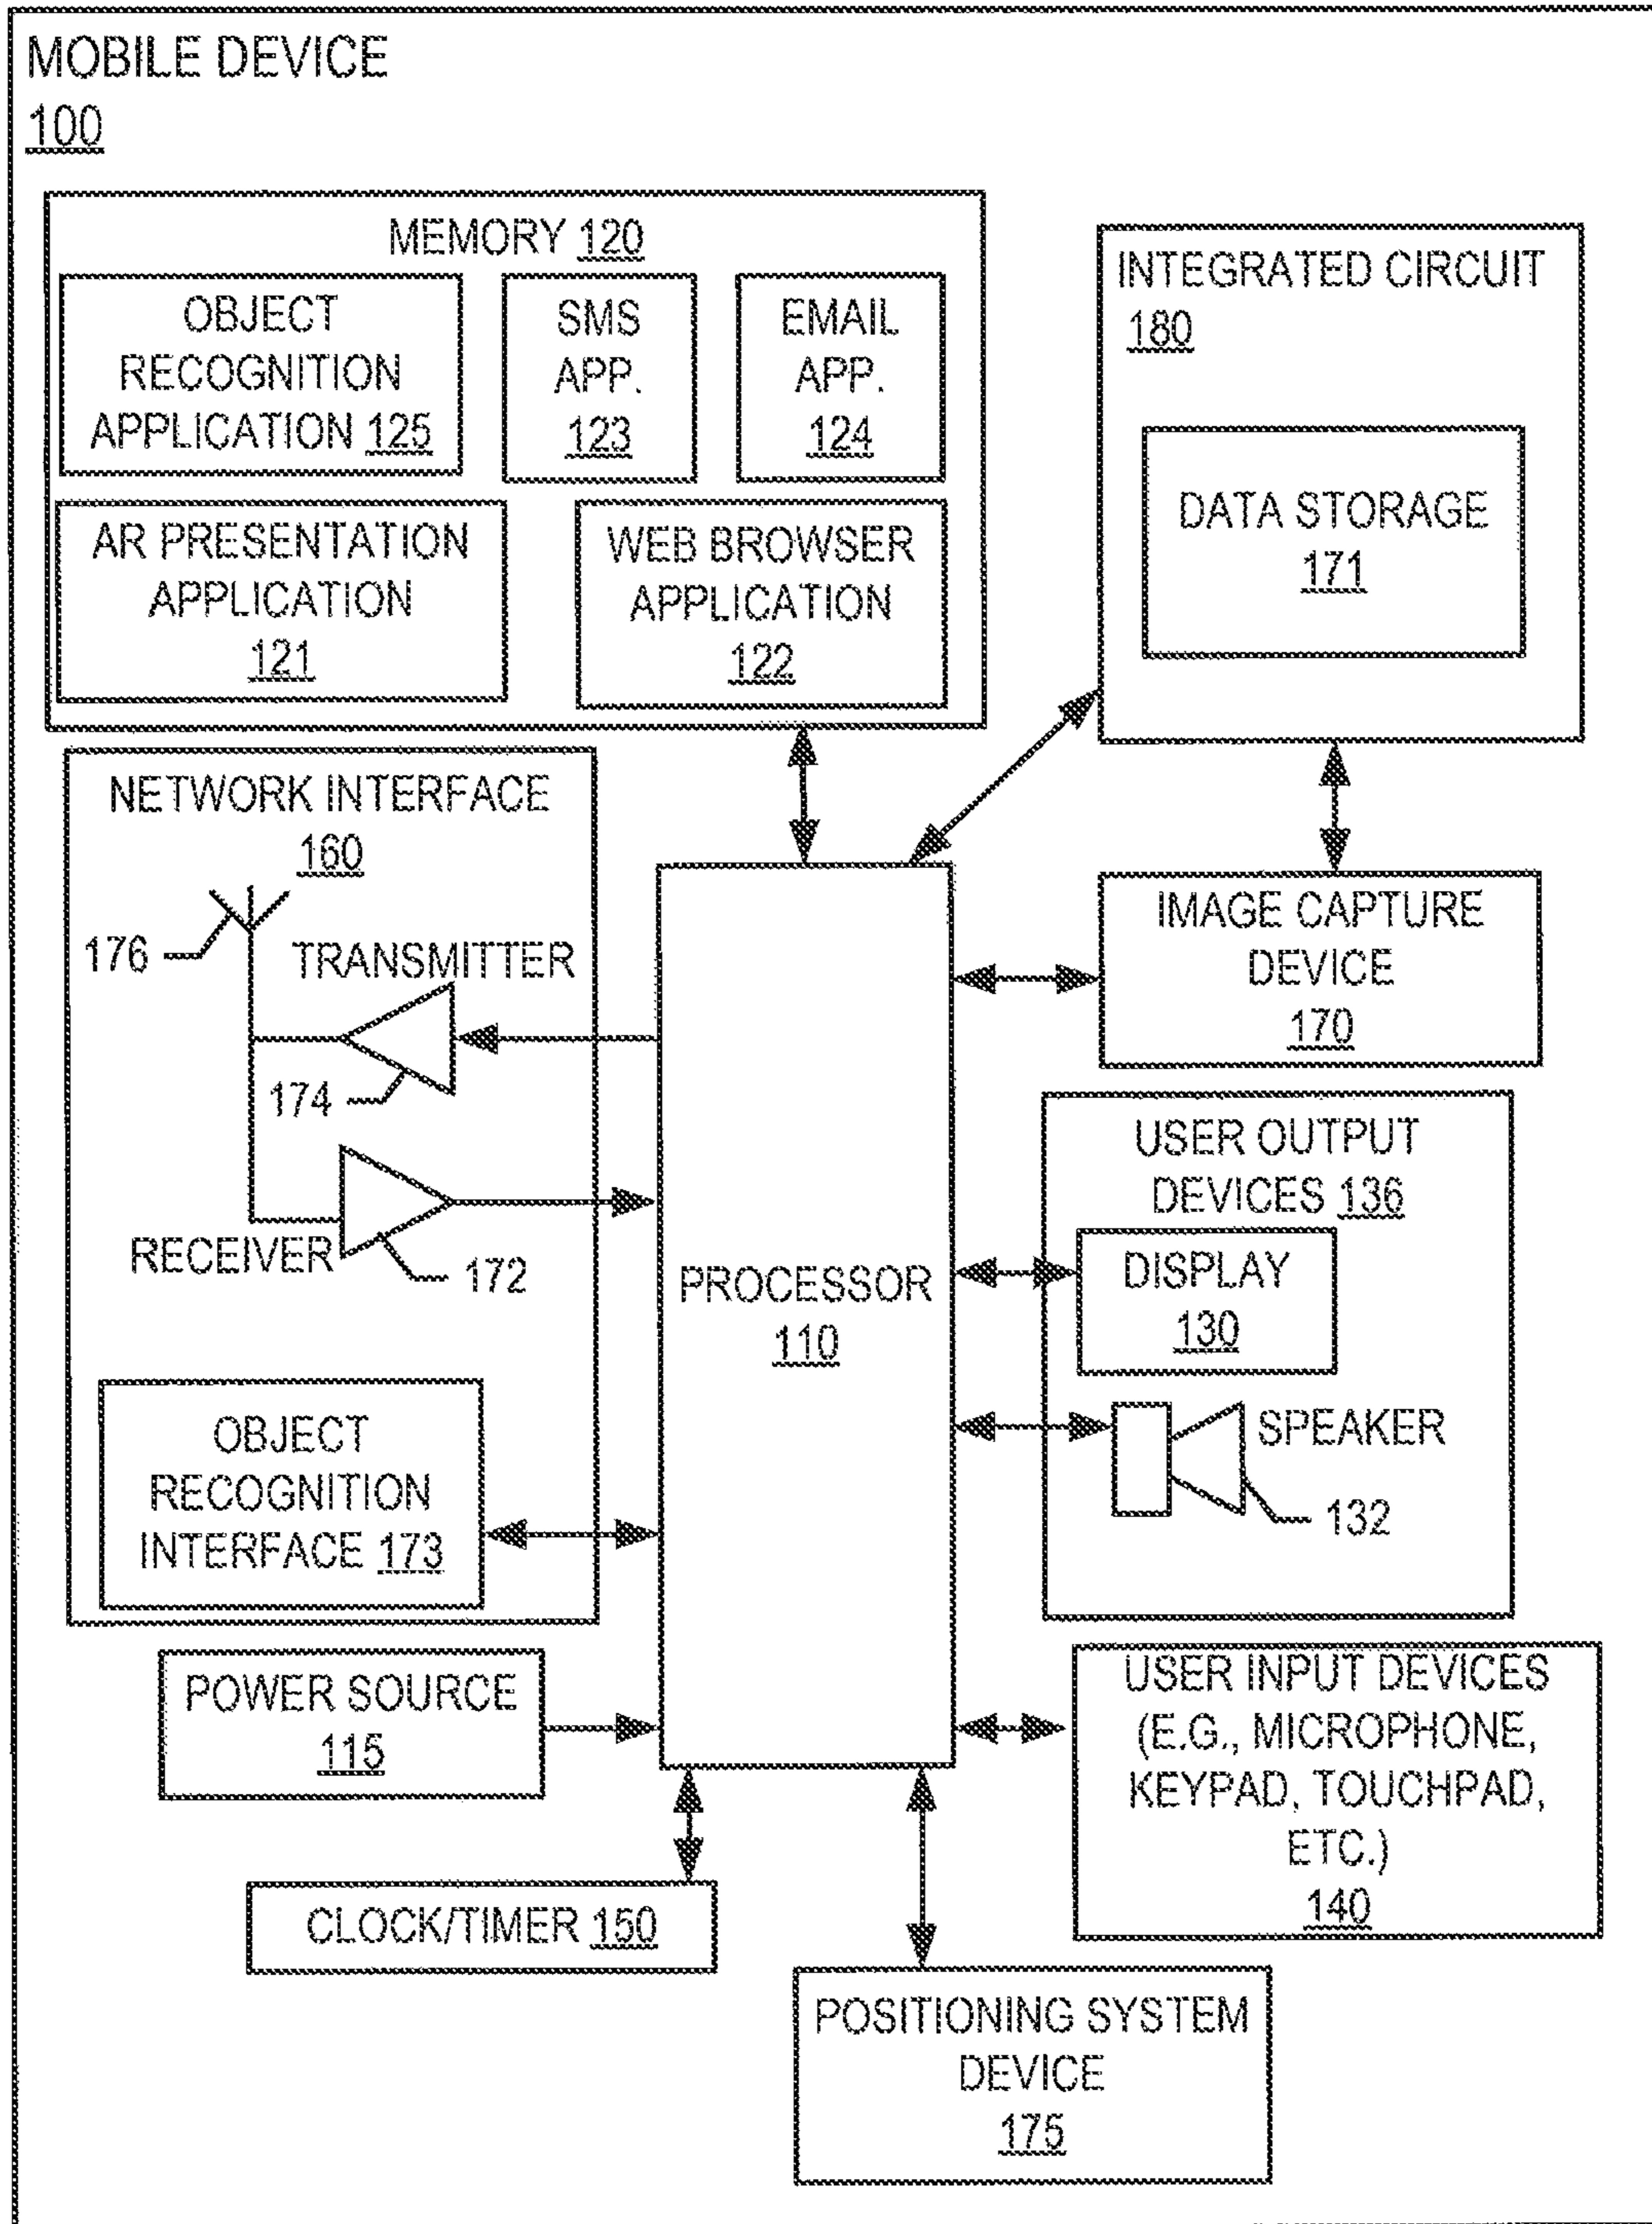 MOBILE DEVICE
100
MEMORY 120
OBJECT
RECOGNITION
APPLICATION 125
SMS
APP.
123
EMAIL
APP.
124
AR PRESENTATION
APPLICATION
121
WEB BROWSER
APPLICATION
122
INTEGRATED CIRCUIT
180
DATA STORAGE
171
NETWORK INTERFACE
160
176
TRANSMITTER
174
RECEIVER
172
OBJECT
RECOGNITION
INTERFACE 173
PROCESSOR
110
IMAGE CAPTURE
DEVICE
170
USER OUTPUT
DEVICES 136
DISPLAY
130
SPEAKER
132
POWER SOURCE
115
USER INPUT DEVICES
(E.G., MICROPHONE,
KEYPAD, TOUCHPAD,
ETC.)
140
CLOCK/TIMER 150
POSITIONING SYSTEM
DEVICE
175